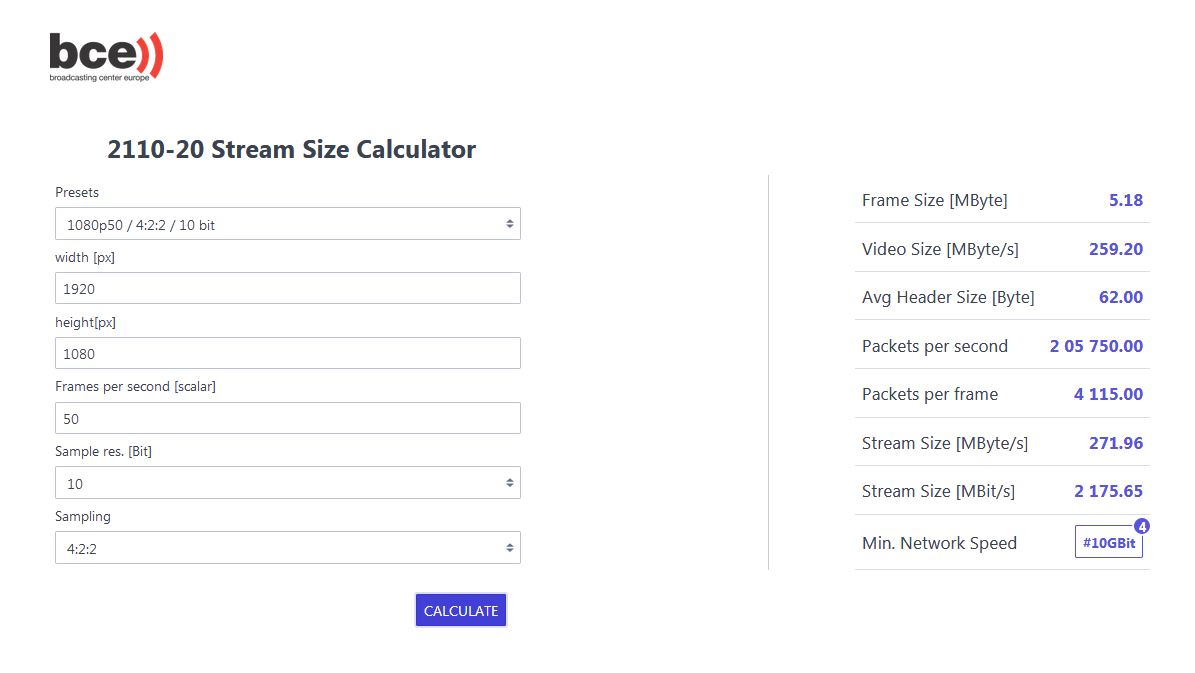 bce
broadcasting center europe
2110-20 Stream Size Calculator
Presets
1080p50 / 4:2:2 / 10 bit
width [px]
1920
height[px]
1080
Frames per second [scalar]
50
Sample res. [Bit]
10
Sampling
4:2:2
CALCULATE
Frame Size [MByte] 5.18
Video Size [MByte/s] 259.20
Avg Header Size [Byte] 62.00
Packets per second 2 05 750.00
Packets per frame 4 115.00
Stream Size [MByte/s] 271.96
Stream Size [MBit/s] 2 175.65
Min. Network Speed #10GBit 4